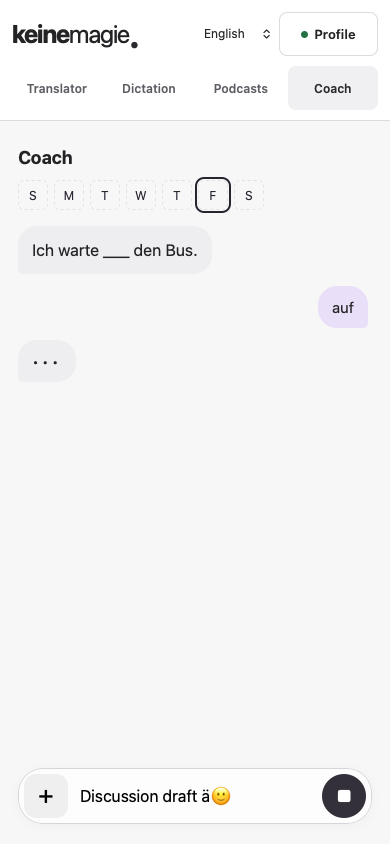 keinemagie.
English
Profile
Translator Dictation Podcasts Coach
Coach
S M T W T F S
Ich warte ___ den Bus.
auf
...
Discussion draft ä🙂